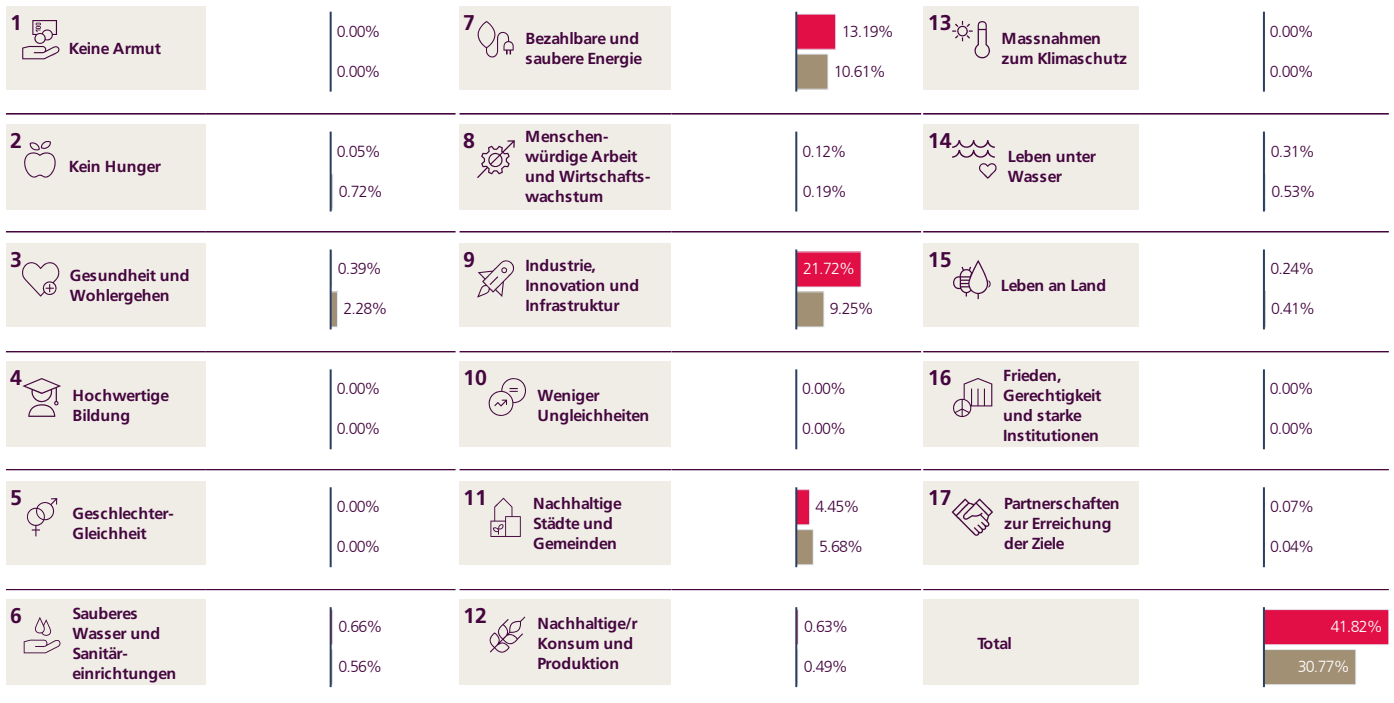 1
Keine Armut
0.00%
0.00%
2
Kein Hunger
0.05%
0.72%
3
Gesundheit und
Wohlergehen
0.39%
2.28%
4
Hochwertige
Bildung
0.00%
0.00%
5
Geschlechter-
Gleichheit
0.00%
0.00%
6
Sauberes
Wasser und
Sanitär-
einrichtungen
0.66%
0.56%
7
Bezahlbare und
saubere Energie
13.19%
10.61%
8
Menschen-
würdige Arbeit
und Wirtschafts-
wachstum
0.12%
0.19%
9
Industrie,
Innovation und
Infrastruktur
21.72%
9.25%
10
Weniger
Ungleichheiten
0.00%
0.00%
11
Nachhaltige
Städte und
Gemeinden
4.45%
5.68%
12
Nachhaltige/r
Konsum und
Produktion
0.63%
0.49%
13
Massnahmen
zum Klimaschutz
0.00%
0.00%
14
Leben unter
Wasser
0.31%
0.53%
15
Leben an Land
0.24%
0.41%
16
Frieden,
Gerechtigkeit
und starke
Institutionen
0.00%
0.00%
17
Partnerschaften
zur Erreichung
der Ziele
0.07%
0.04%
Total
41.82%
30.77%